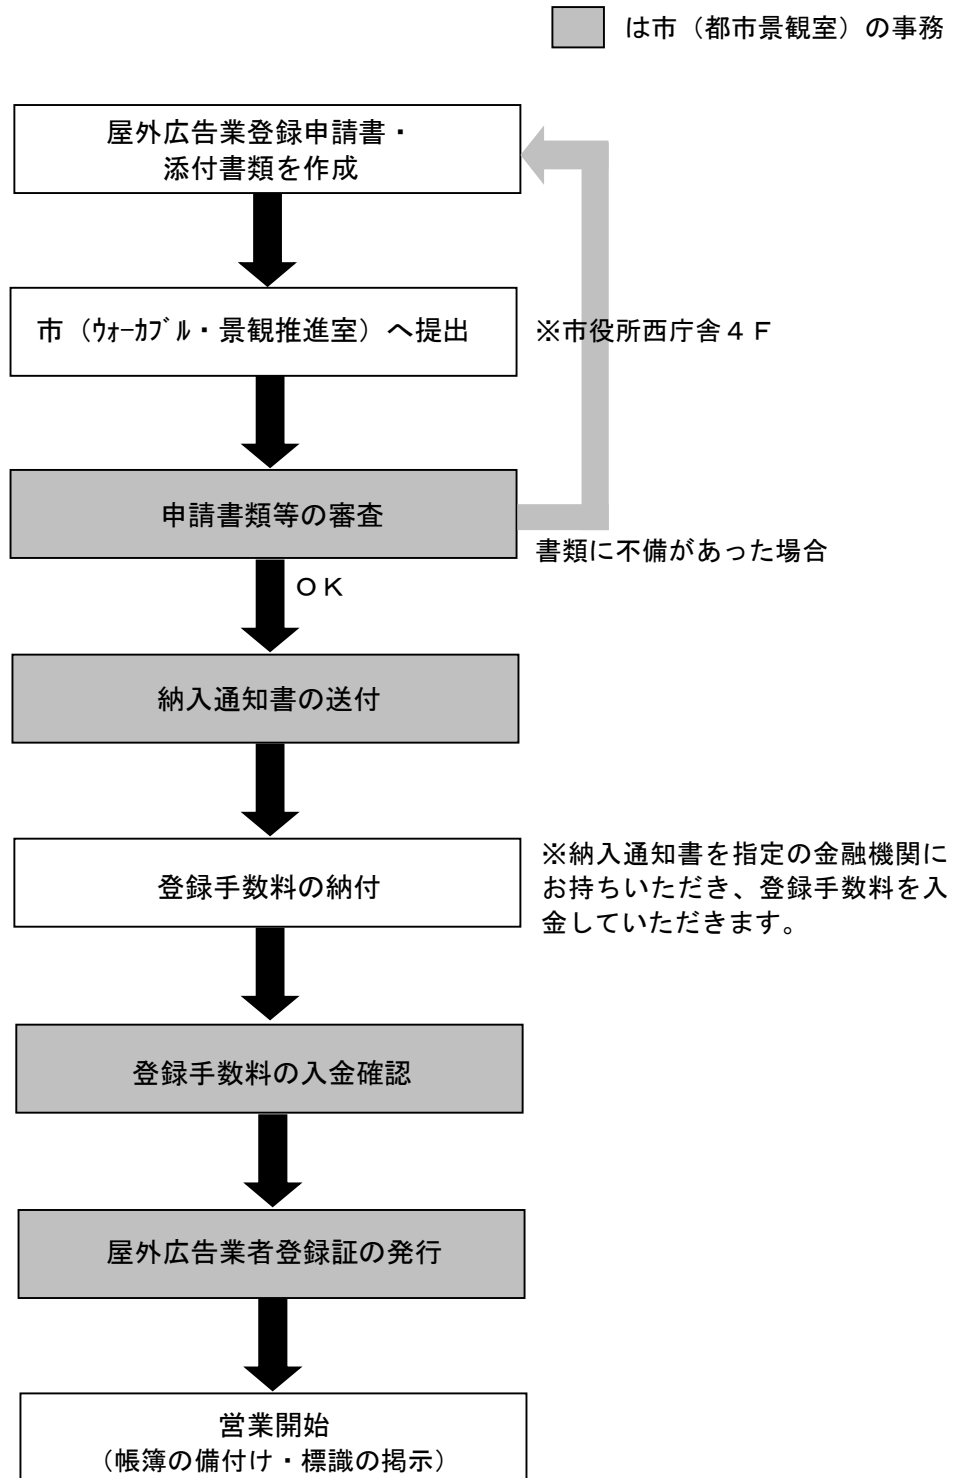 は市（都市景観室）の事務
屋外広告業登録申請書・
添付書類を作成
市（ｳｫｰｶﾌﾞﾙ・景観推進室）へ提出
※市役所西庁舎４Ｆ
申請書類等の審査
書類に不備があった場合
ＯＫ
納入通知書の送付
登録手数料の納付
※納入通知書を指定の金融機関に
お持ちいただき、登録手数料を入
金していただきます。
登録手数料の入金確認
屋外広告業者登録証の発行
営業開始
（帳簿の備付け・標識の掲示）